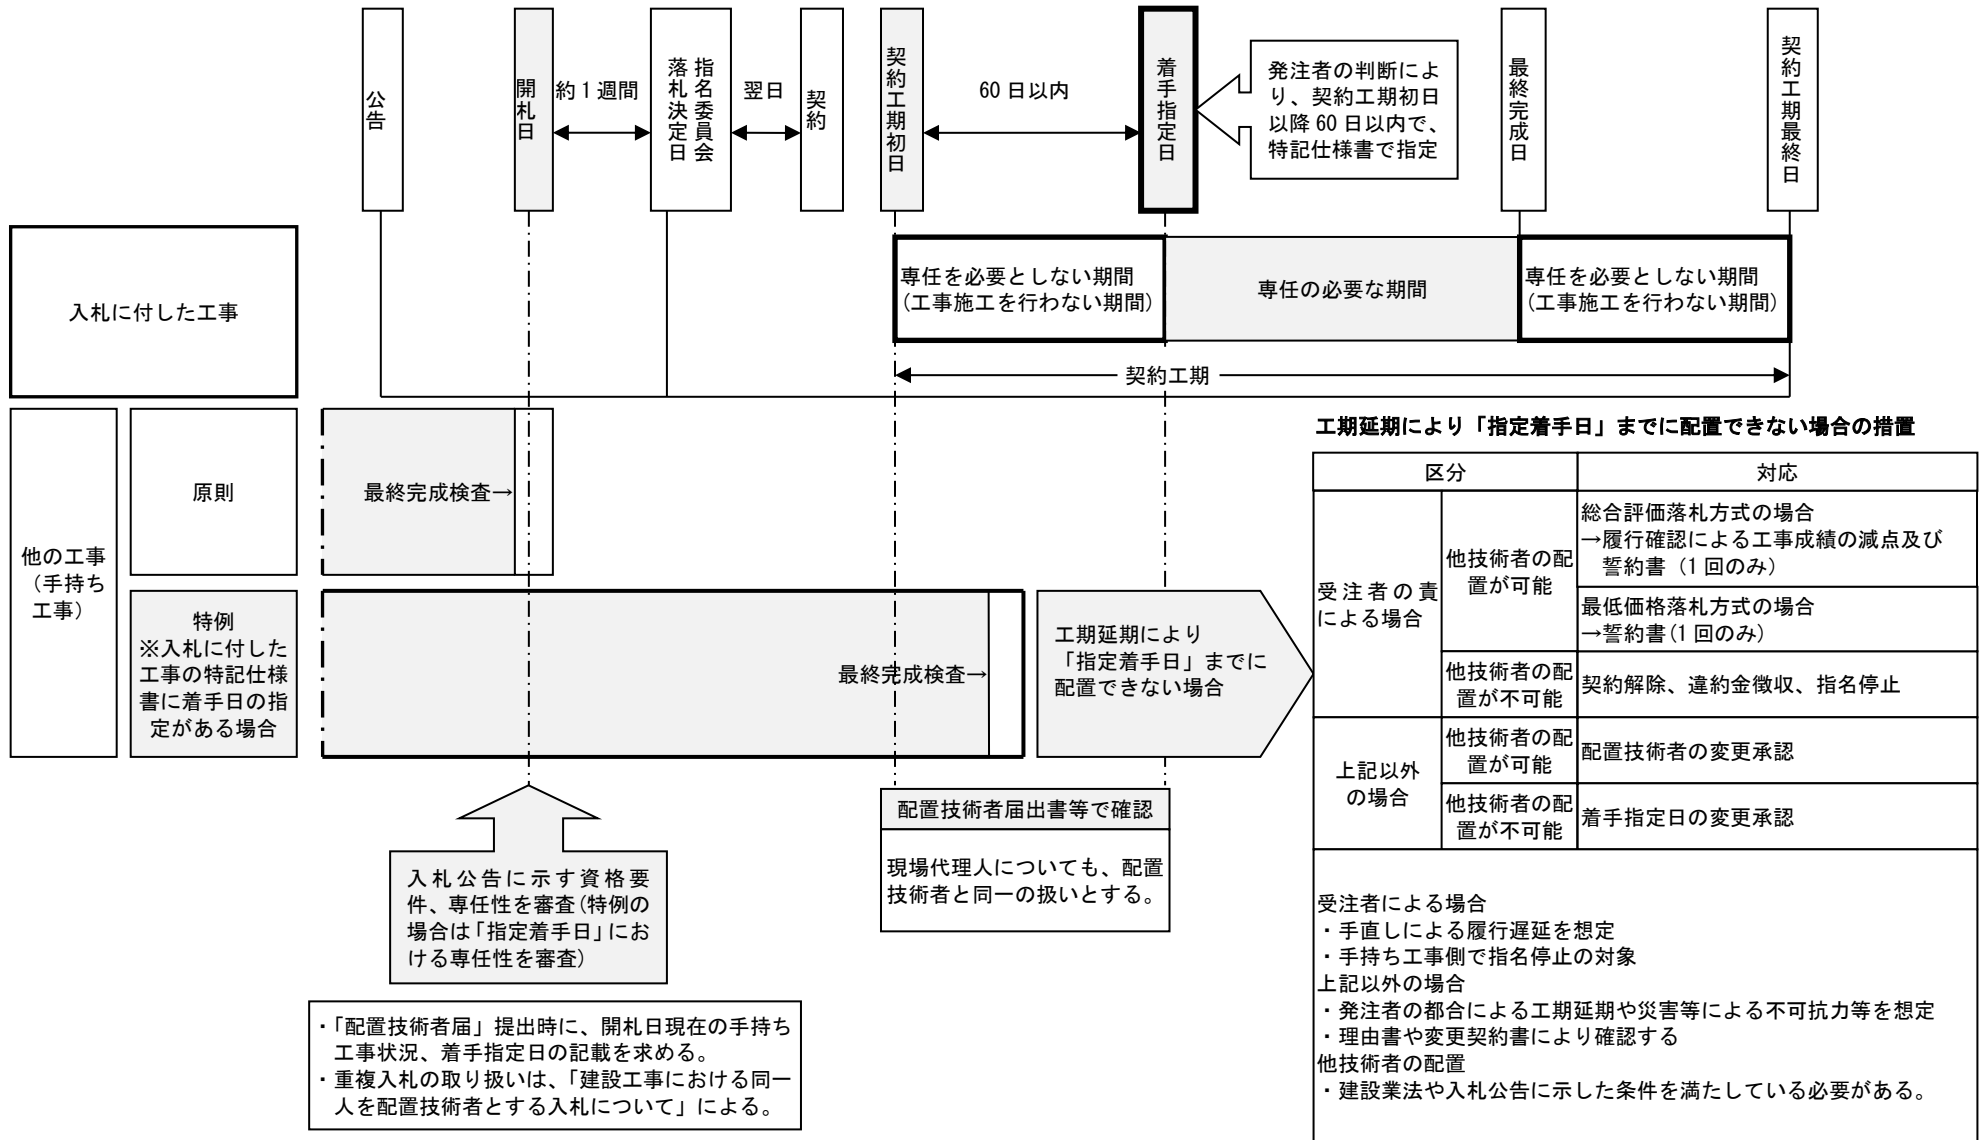 公告
開札日
約1週間
指名委員会
落札決定日
翌日
契約
契約工期初日
60日以内
着手指定日
発注者の判断によ
り、契約工期初日
以降60日以内で、
特記仕様書で指定
最終完成日
契約工期最終日
入札に付した工事
専任を必要としない期間
(工事施工を行わない期間)
専任の必要な期間
専任を必要としない期間
(工事施工を行わない期間)
契約工期
他の工事
(手持ち
工事)
原則
最終完成検査→
特例
※入札に付した
工事の特記仕様
書に着手日の指
定がある場合
最終完成検査→
工期延期により
「指定着手日」までに
配置できない場合
入札公告に示す資格要
件、専任性を審査(特例の
場合は「指定着手日」にお
ける専任性を審査)
配置技術者届出書等で確認
現場代理人についても、配置
技術者と同一の扱いとする。
・「配置技術者届」提出時に、開札日現在の手持ち
工事状況、着手指定日の記載を求める。
・重複入札の取り扱いは、「建設工事における同一
人を配置技術者とする入札について」による。
工期延期により「指定着手日」までに配置できない場合の措置
区分
対応
受注者の責
による場合
他技術者の配
置が可能
総合評価落札方式の場合
→履行確認による工事成績の減点及び
誓約書(1回のみ)
最低価格落札方式の場合
→誓約書(1回のみ)
他技術者の配
置が不可能
契約解除、違約金徴収、指名停止
上記以外
の場合
他技術者の配
置が可能
配置技術者の変更承認
他技術者の配
置が不可能
着手指定日の変更承認
受注者による場合
・手直しによる履行遅延を想定
・手持ち工事側で指名停止の対象
上記以外の場合
・発注者の都合による工期延期や災害等による不可抗力等を想定
・理由書や変更契約書により確認する
他技術者の配置
・建設業法や入札公告に示した条件を満たしている必要がある。